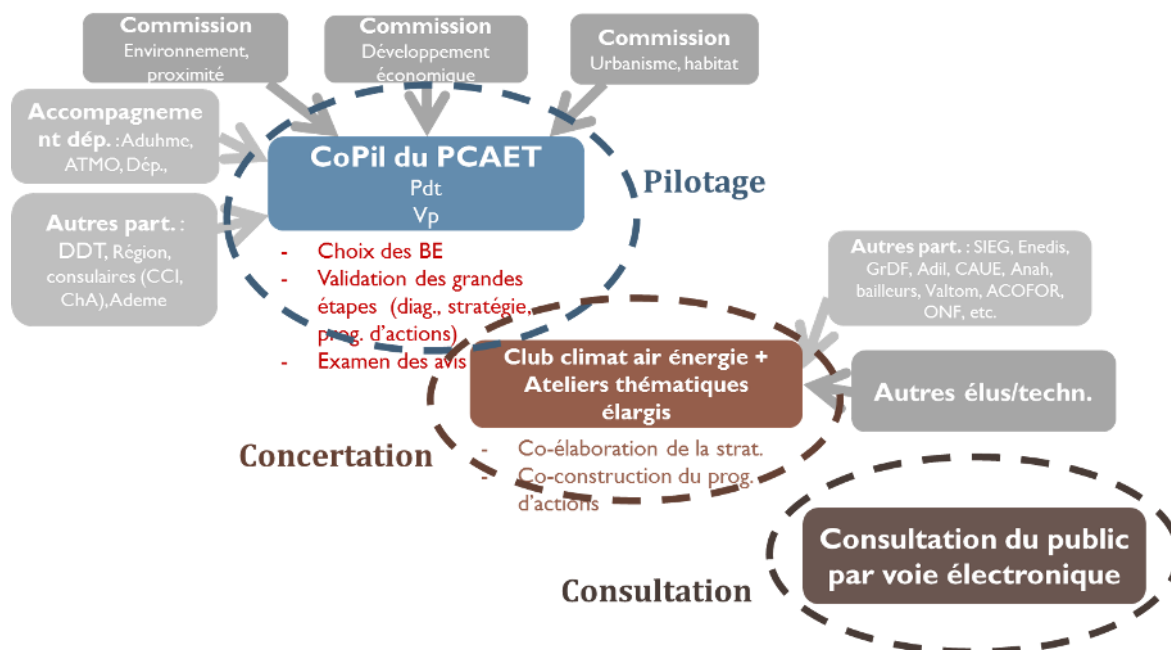 Commission
Environnement,
proximité
Commission
Développement
économique
Commission
Urbanisme, habitat
Accompagneme
nt dép. : Aduhme,
ATMO, Dép.,
CoPil du PCAET
Pdt
Vp
Pilotage
Autres part. :
DDT, Région,
consulaires (CCI,
ChA), Ademe
- Choix des BE
- Validation des grandes
étapes (diag., stratégie,
prog. d'actions)
- Examen des avis
Autres part. : SIEG, Enedis,
GrDF, Adil, CAUE, Anah,
bailleurs, Valtom, ACOFOR,
ONF, etc.
Club climat air énergie +
Ateliers thématiques
élargis
Autres élus/techn.
Concertation
- Co-élaboration de la strat.
- Co-construction du prog.
d'actions
Consultation du public
par voie électronique
Consultation